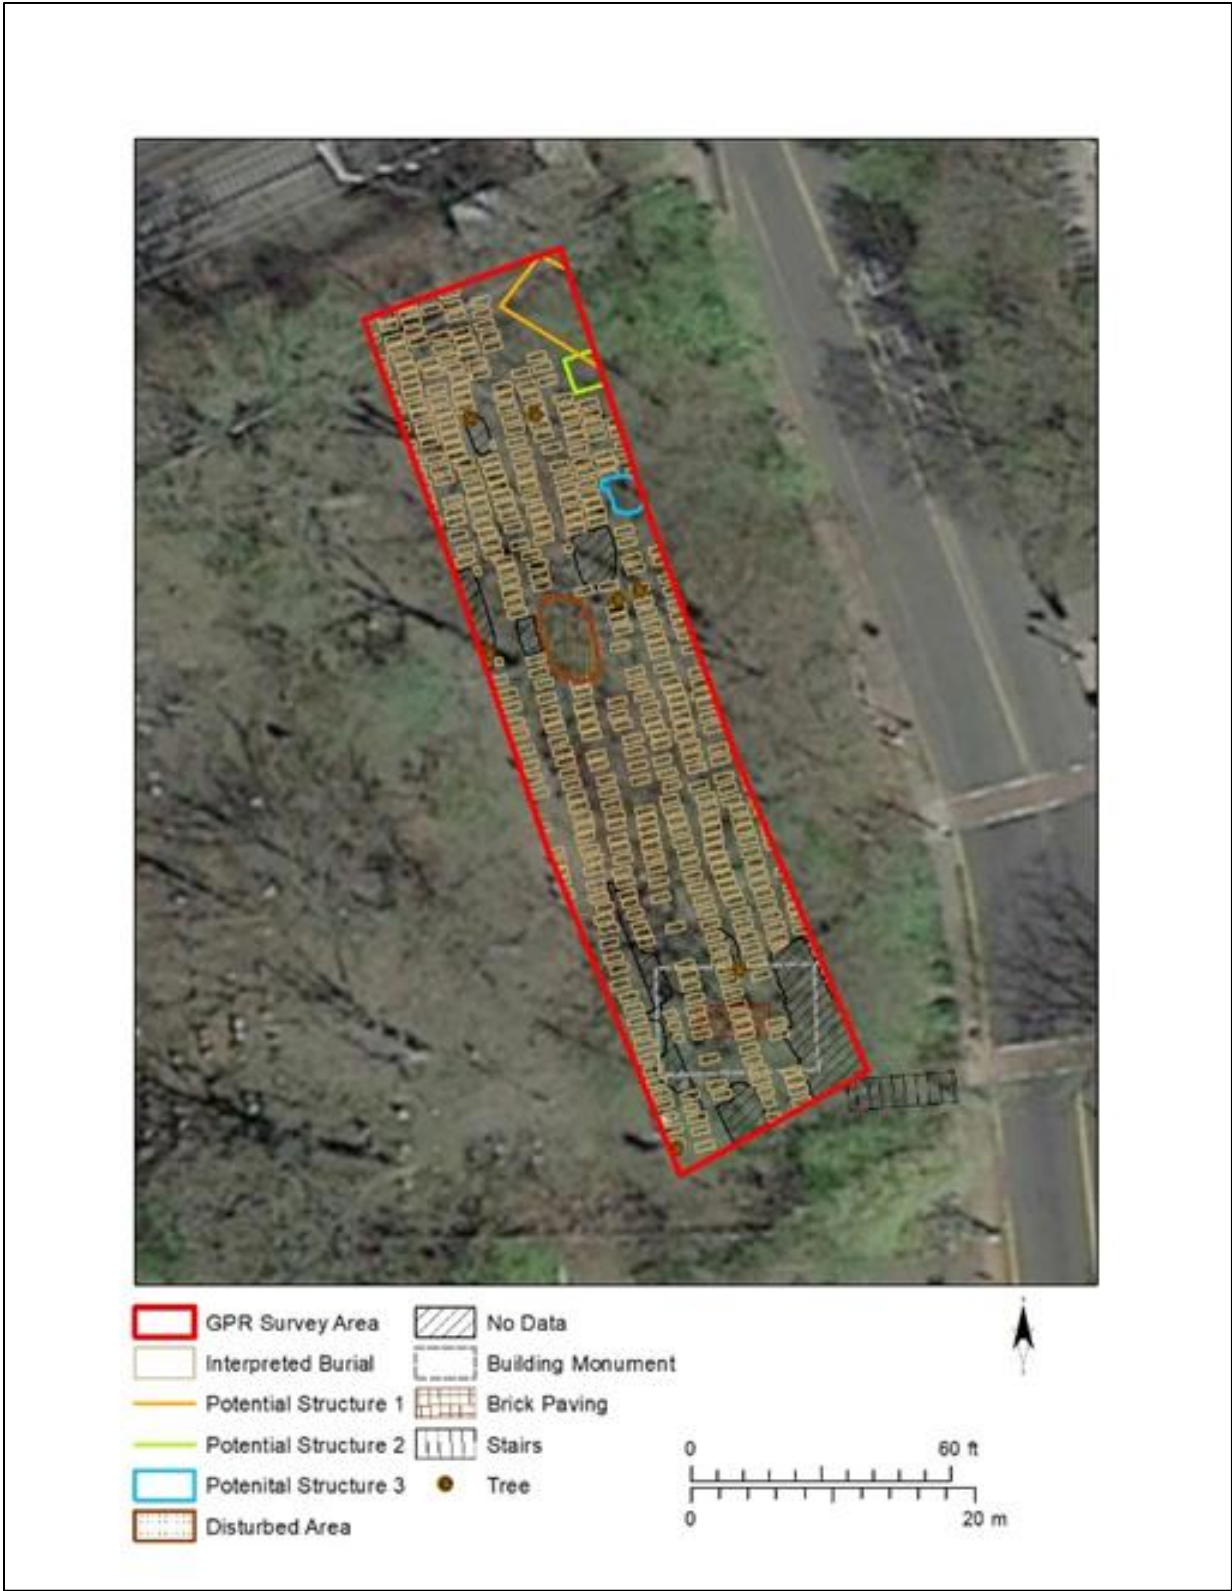 GPR Survey Area
Interpreted Burial
Potential Structure 1
Potential Structure 2
Potenital Structure 3
Disturbed Area
No Data
Building Monument
Brick Paving
Stairs
Tree
0 60 ft
0 20 m